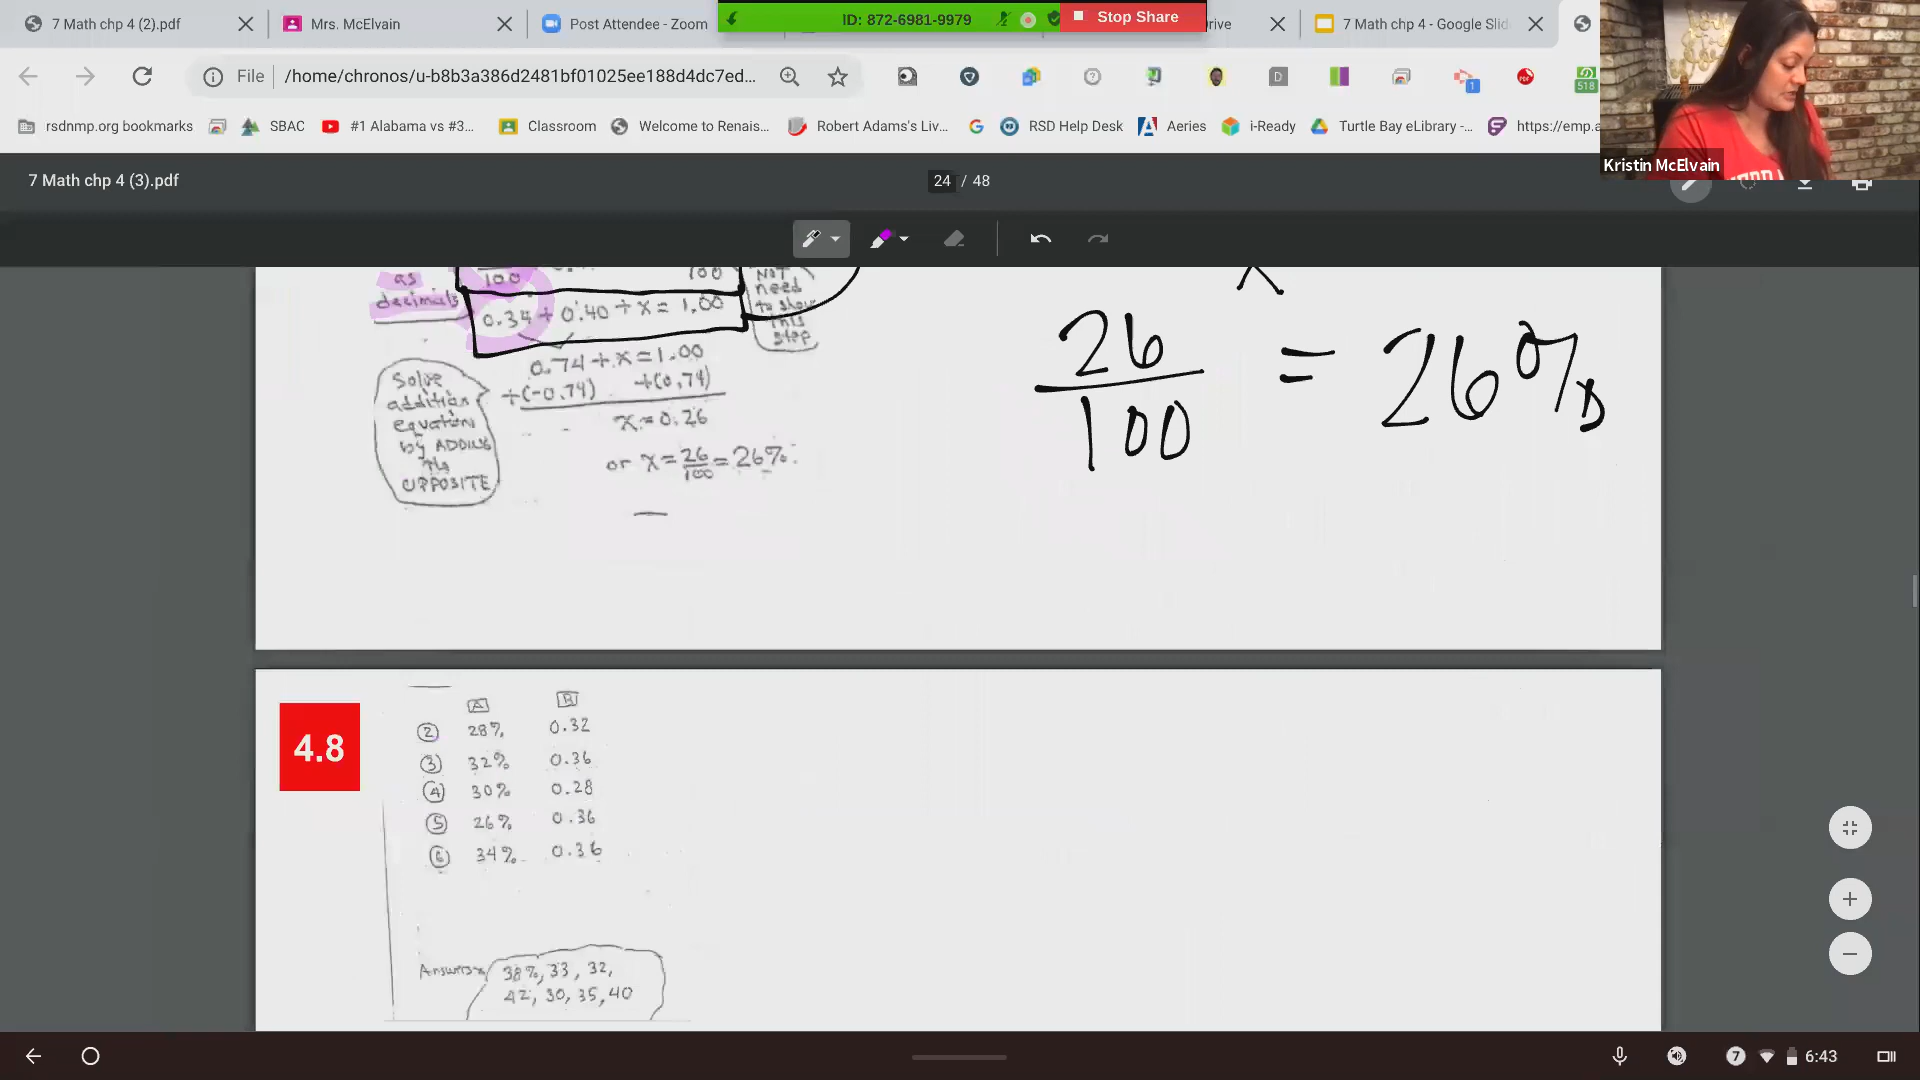 7 Math chp 4 (2).pdf
Mrs. McElvain
Post Attendee - Zoom
ID: 872-6981-9979
Stop Share
rive
7 Math chp 4 - Google Slid
File
/home/chronos/u-b8b3a386d2481bf01025ee188d4dc7ed...
D
1
518
rsdnmp.org bookmarks
SBAC
#1 Alabama vs #3...
Classroom
Welcome to Renais...
Robert Adams's Liv...
RSD Help Desk
Aeries
i-Ready
Turtle Bay eLibrary -...
https://emp.a
Kristin McElvain
7 Math chp 4 (3).pdf
24 / 48
as
decimals
100
100
0.34 + 0.40 + x = 1.00
Not
need
to show
this
step
0.74 + x = 1.00
+(-0.74) +(0.74)
x = 0.26
or x = 26/100 = 26%
Solve
addition
equation
by ADDING
the
OPPOSITE
x
26/100 = 26%
4.8
A B
2 28% 0.32
3 32% 0.36
4 30% 0.28
5 26% 0.36
6 34% 0.36
Answers
38%, 33, 32,
42, 30, 35, 40
7
6:43